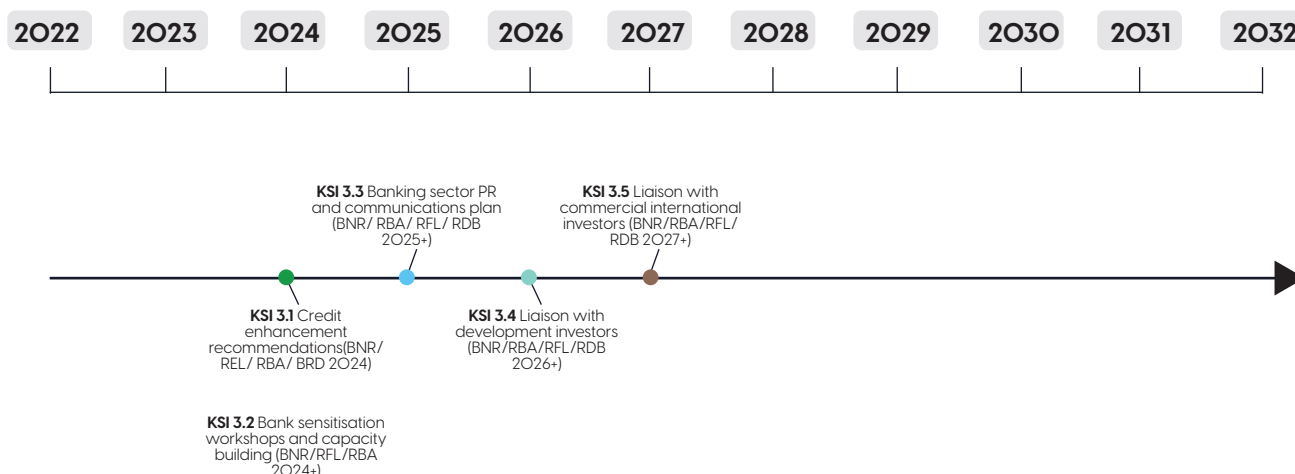 2022 2023 2024 2025 2026 2027 2028 2029 2030 2031 2032
KSI 3.3 Banking sector PR
and communications plan
(BNR/ RBA/ RFL/ RDB
2025+)
KSI 3.5 Liaison with
commercial international
investors (BNR/RBA/RFL/
RDB 2027+)
KSI 3.1 Credit
enhancement
recommendations(BNR/
REL/ RBA/ BRD 2024)
KSI 3.4 Liaison with
development investors
(BNR/RBA/RFL/RDB
2026+)
KSI 3.2 Bank sensitisation
workshops and capacity
building (BNR/RFL/RBA
2024+)